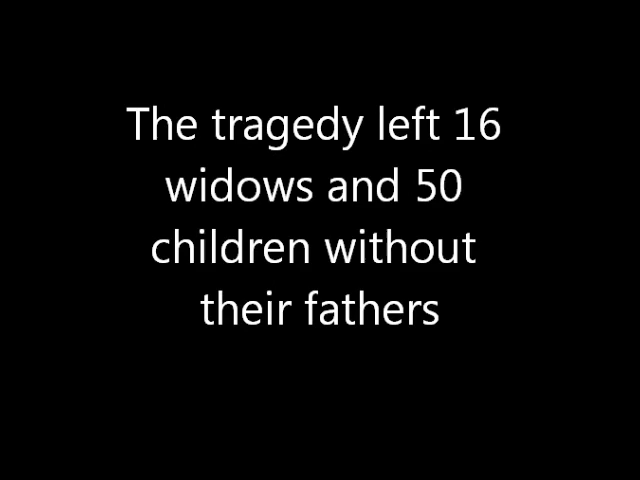 The tragedy left 16
widows and 50
children without
their fathers